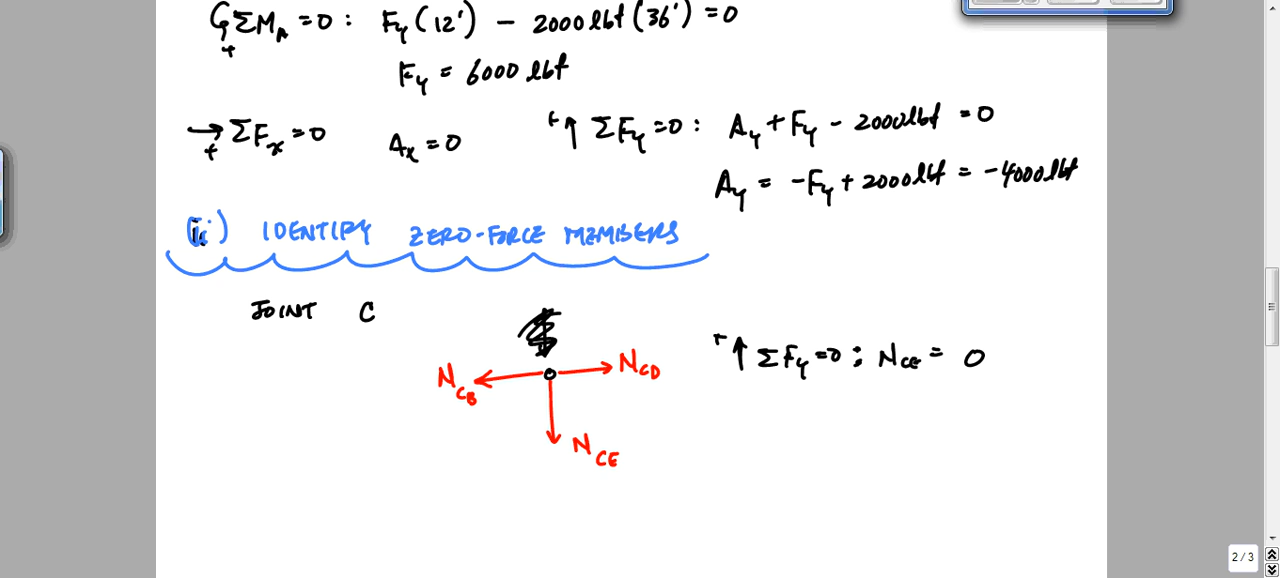 ↺+ ΣM_A = 0 : F_y (12') − 2000 lbf (36') = 0
F_y = 6000 lbf
→+ ΣF_x = 0 A_x = 0 +↑ ΣF_y = 0 : A_y + F_y − 2000 lbf = 0
A_y = −F_y + 2000 lbf = −4000 lbf
(ii) IDENTIFY ZERO-FORCE MEMBERS
JOINT C
+↑ ΣF_y = 0 ; N_CE = 0
N_CB N_CD
N_CE
2 / 3